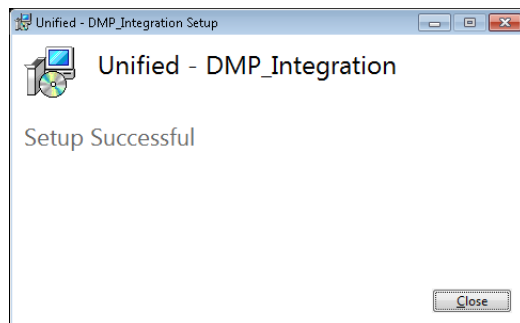 Unified - DMP_Integration Setup
Unified - DMP_Integration
Setup Successful
Close